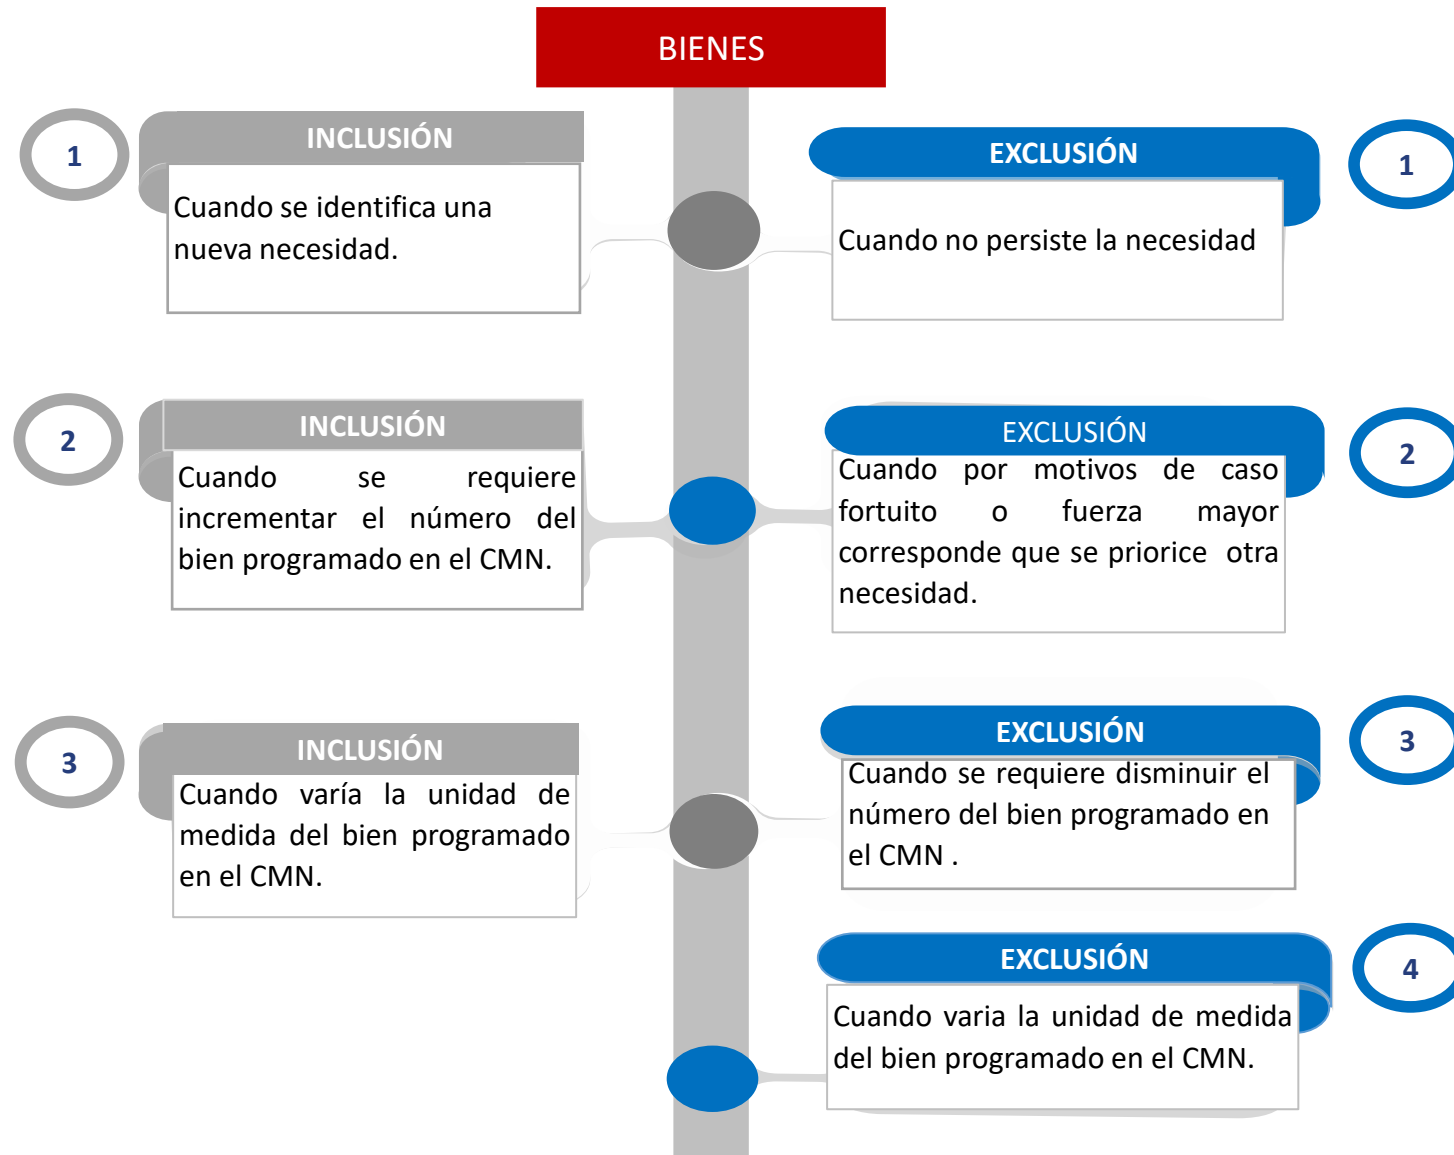 BIENES
1
INCLUSIÓN
Cuando se identifica una
nueva necesidad.
EXCLUSIÓN
1
Cuando no persiste la necesidad
2
INCLUSIÓN
Cuando se requiere
incrementar el número del
bien programado en el CMN.
EXCLUSIÓN
2
Cuando por motivos de caso
fortuito o fuerza mayor
corresponde que se priorice otra
necesidad.
3
INCLUSIÓN
Cuando varía la unidad de
medida del bien programado
en el CMN.
EXCLUSIÓN
3
Cuando se requiere disminuir el
número del bien programado en
el CMN .
EXCLUSIÓN
4
Cuando varia la unidad de medida
del bien programado en el CMN.